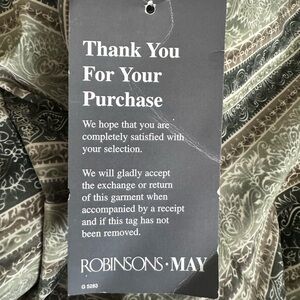 Thank You
For Your
Purchase
We hope that you are
completely satisfied with
your selection.
We will gladly accept
the exchange or return
of this garment when
accompanied by a receipt
and if this tag has not
been removed.
ROBINSONS·MAY
G 5283